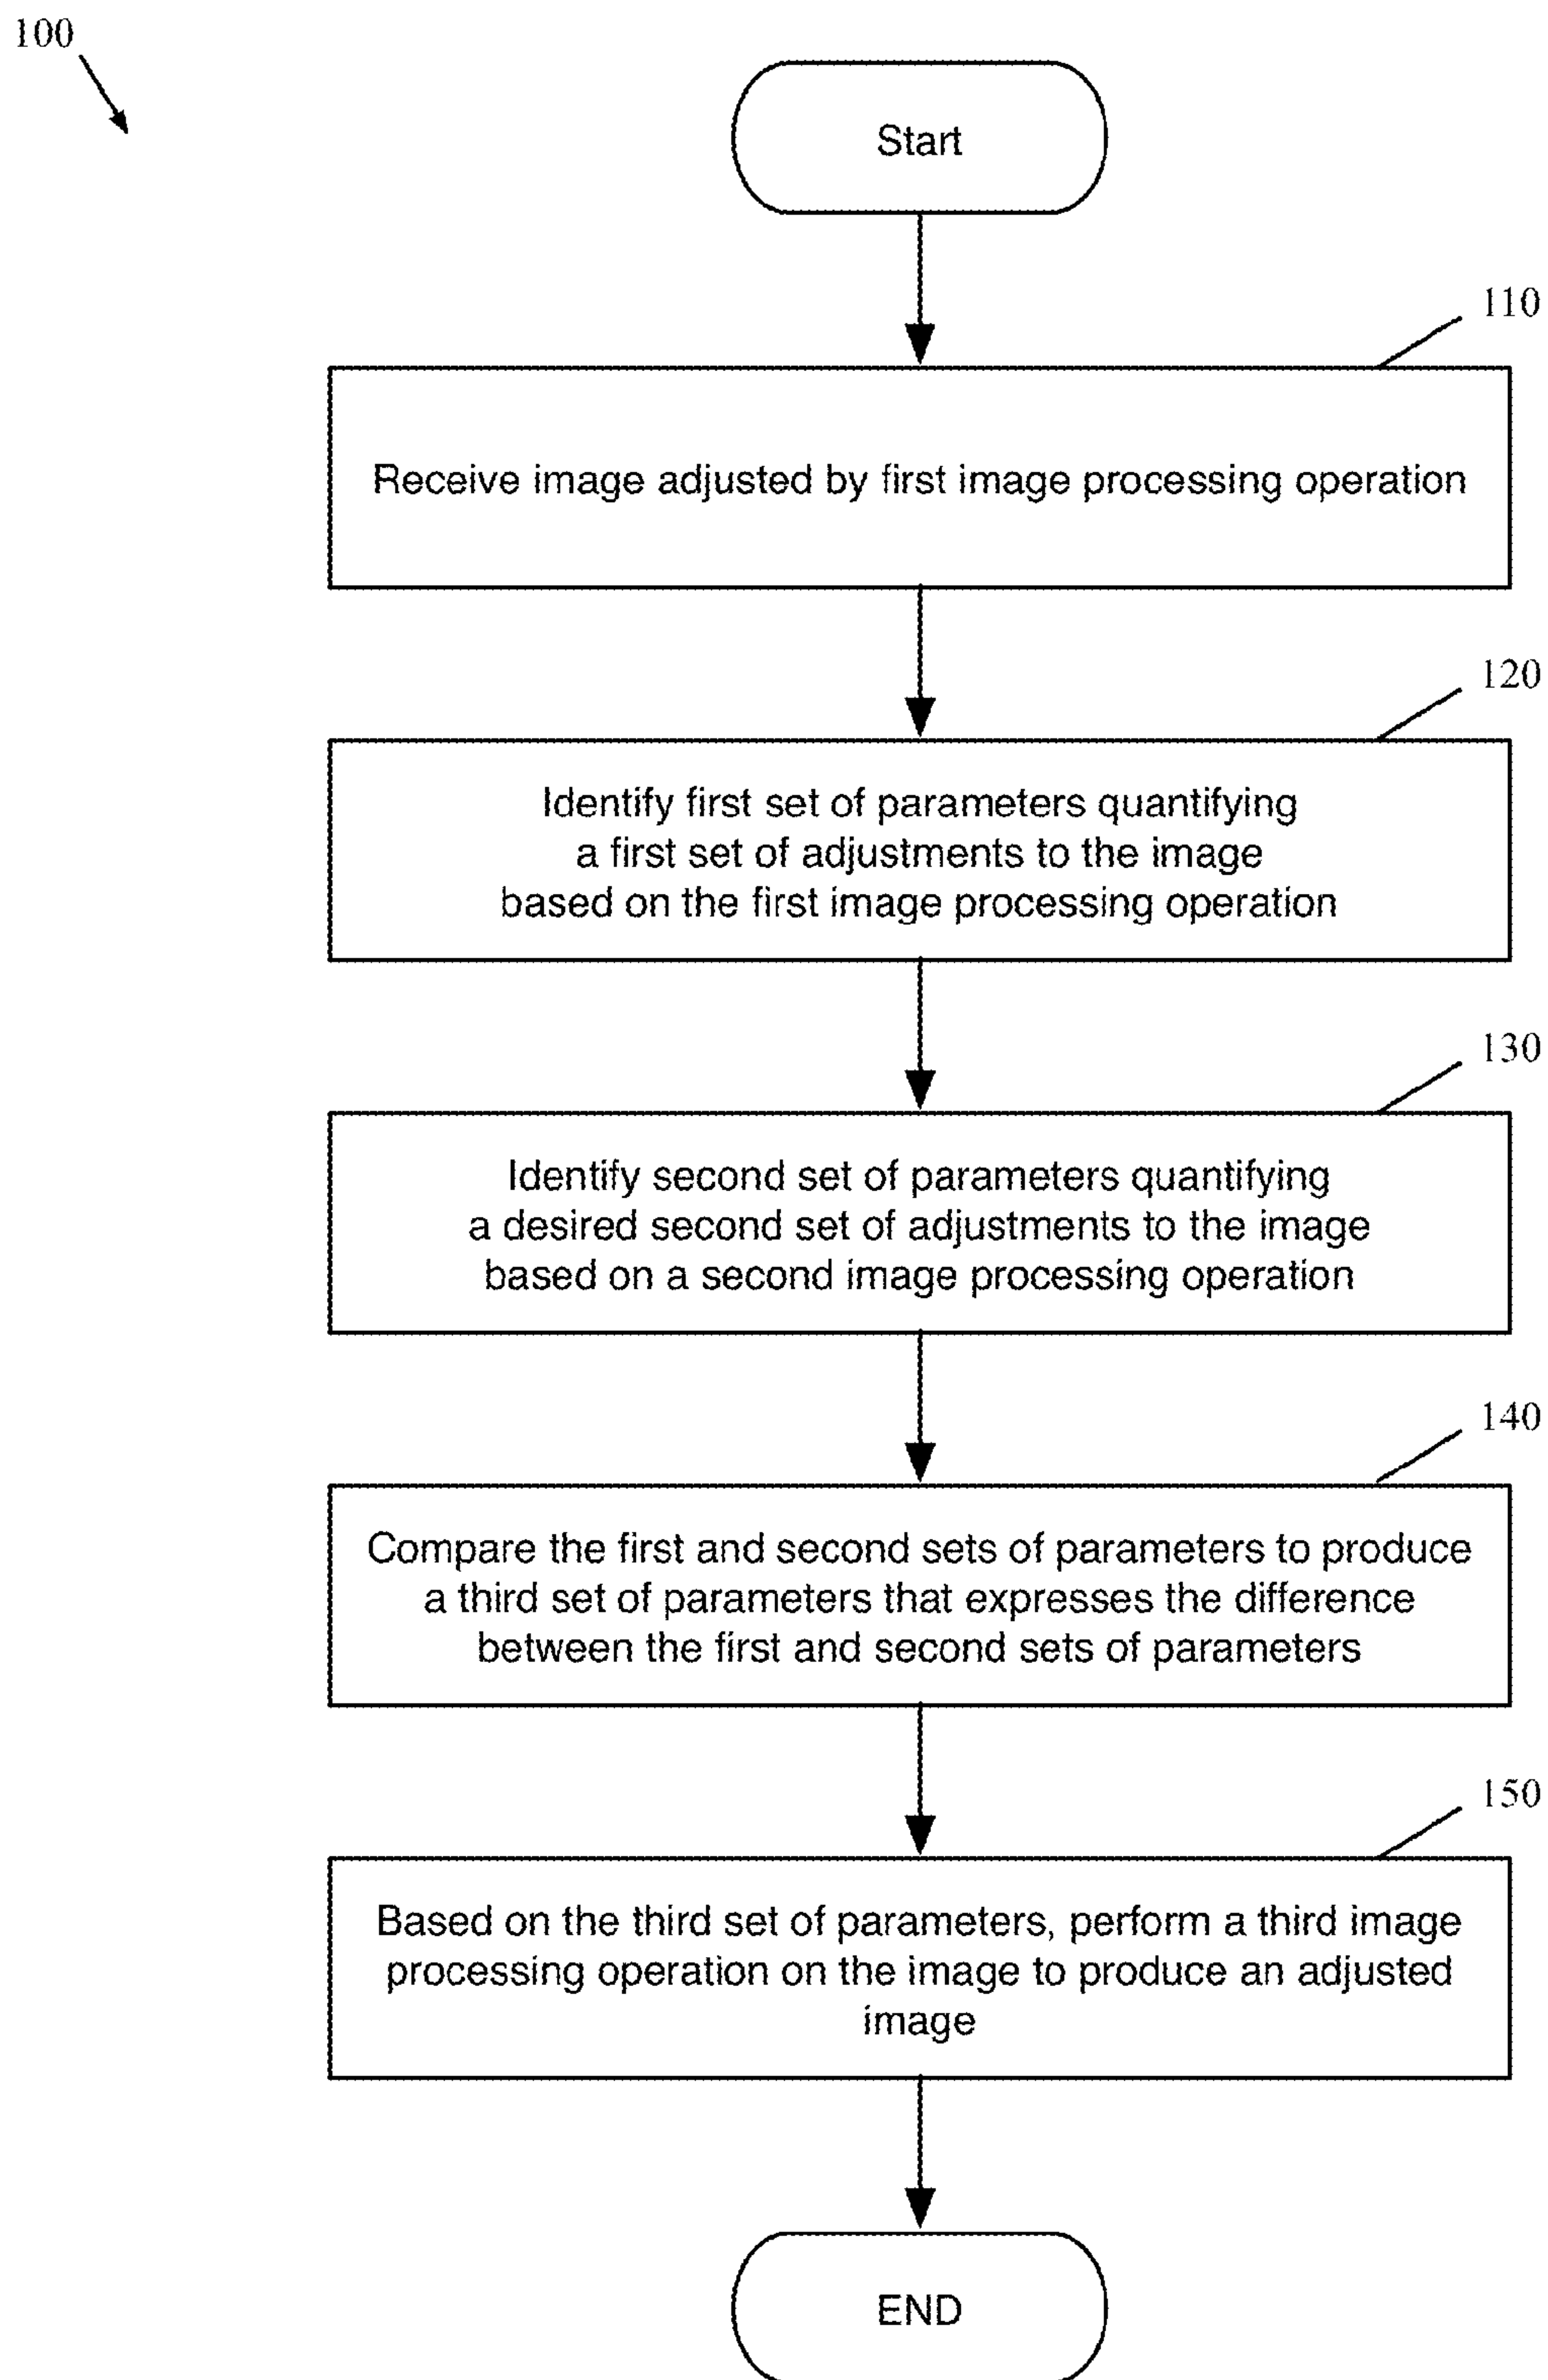 100
Start
110
Receive image adjusted by first image processing operation
120
Identify first set of parameters quantifying
a first set of adjustments to the image
based on the first image processing operation
130
Identify second set of parameters quantifying
a desired second set of adjustments to the image
based on a second image processing operation
140
Compare the first and second sets of parameters to produce
a third set of parameters that expresses the difference
between the first and second sets of parameters
150
Based on the third set of parameters, perform a third image
processing operation on the image to produce an adjusted
image
END